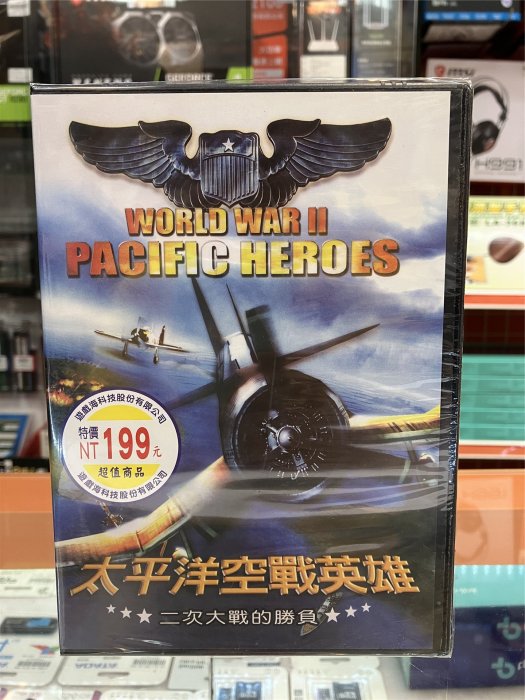 WORLD WAR II
PACIFIC HEROES
遊戲海科技股份有限公司
特價
NT 199元
超值商品
遊戲海科技股份有限公司
太平洋空戰英雄
二次大戰的勝負
H991